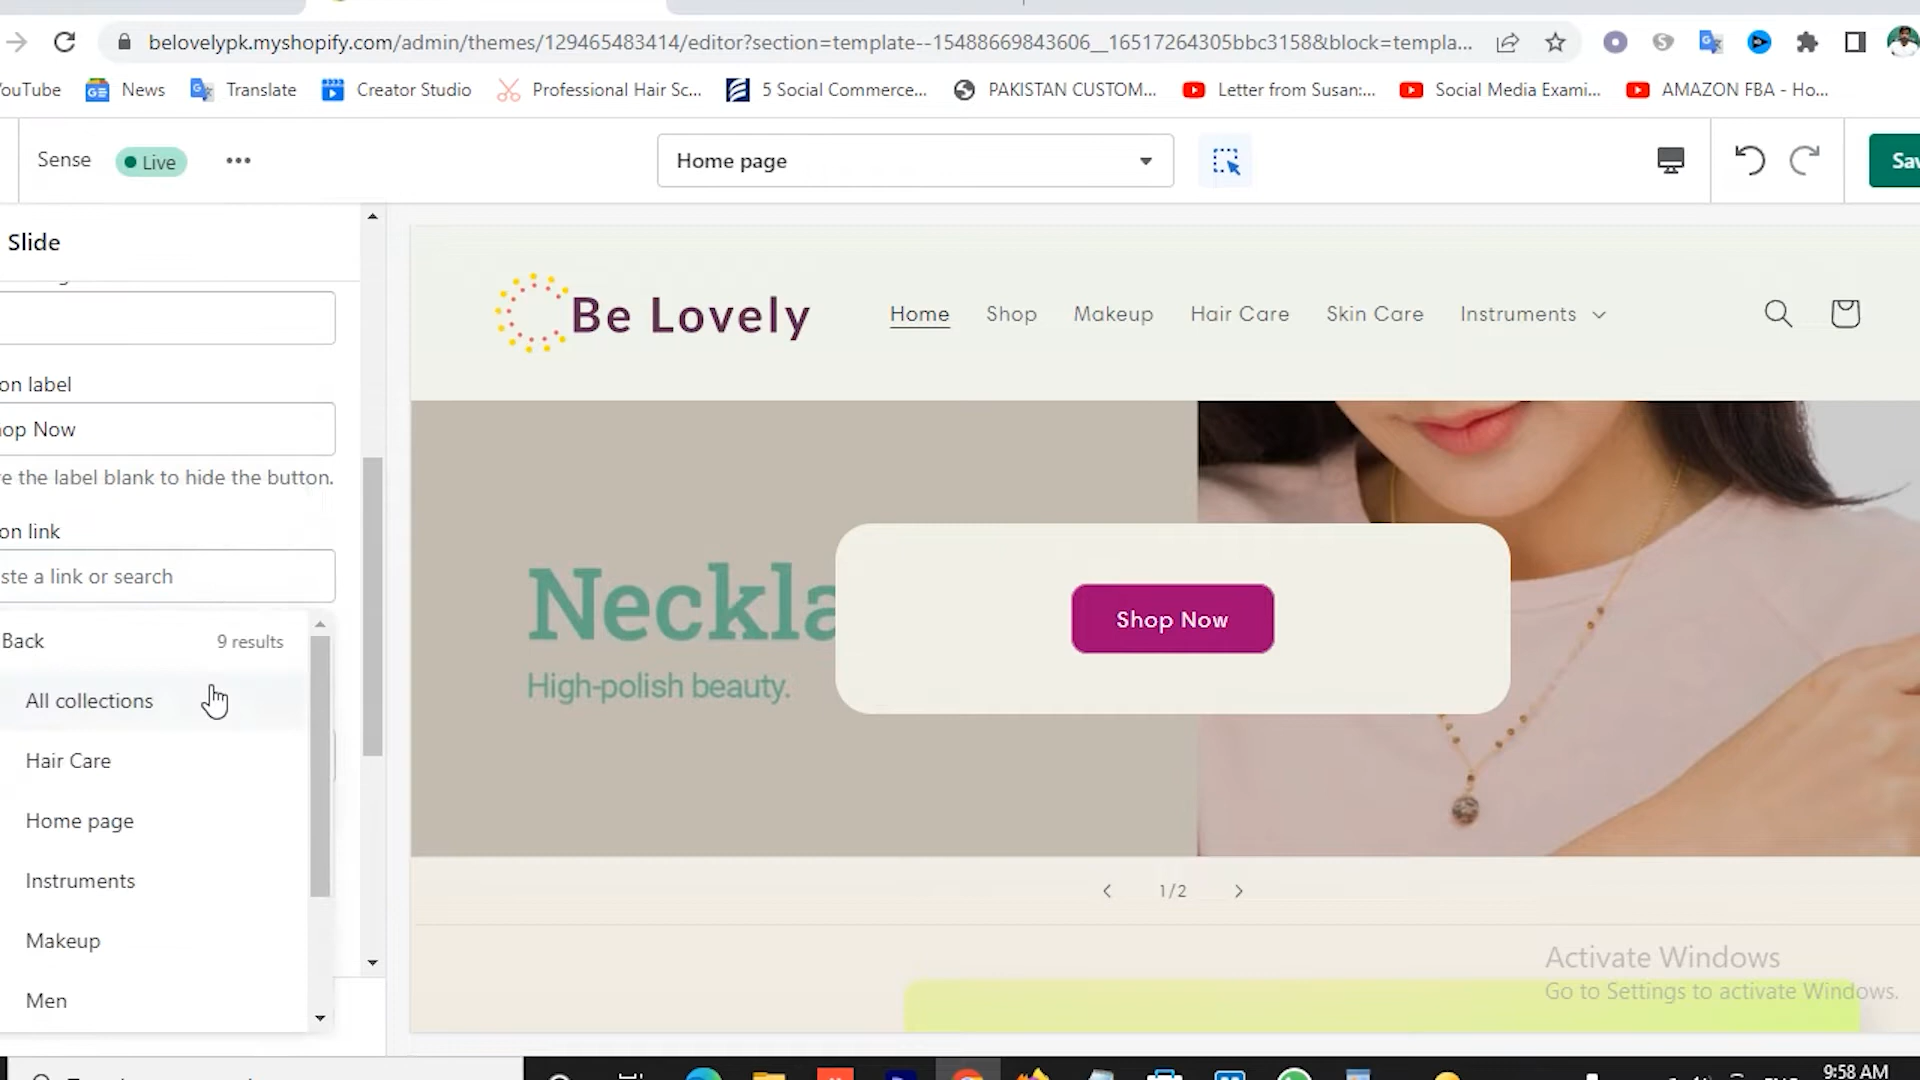 belovelypk.myshopify.com/admin/themes/129465483414/editor?section=template--15488669843606__16517264305bbc3158&block=templa...
ouTube News Translate Creator Studio Professional Hair Sc... 5 Social Commerce... PAKISTAN CUSTOM... Letter from Susan:... Social Media Exami... AMAZON FBA - Ho...
Sense Live ••• Home page Sav
Slide
Be Lovely Home Shop Makeup Hair Care Skin Care Instruments
on label
op Now
e the label blank to hide the button.
on link
ste a link or search
Back 9 results
All collections
Hair Care
Home page
Instruments
Makeup
Men
Neckla
High-polish beauty.
Shop Now
1/2
Activate Windows
Go to Settings to activate Windows.
9:58 AM